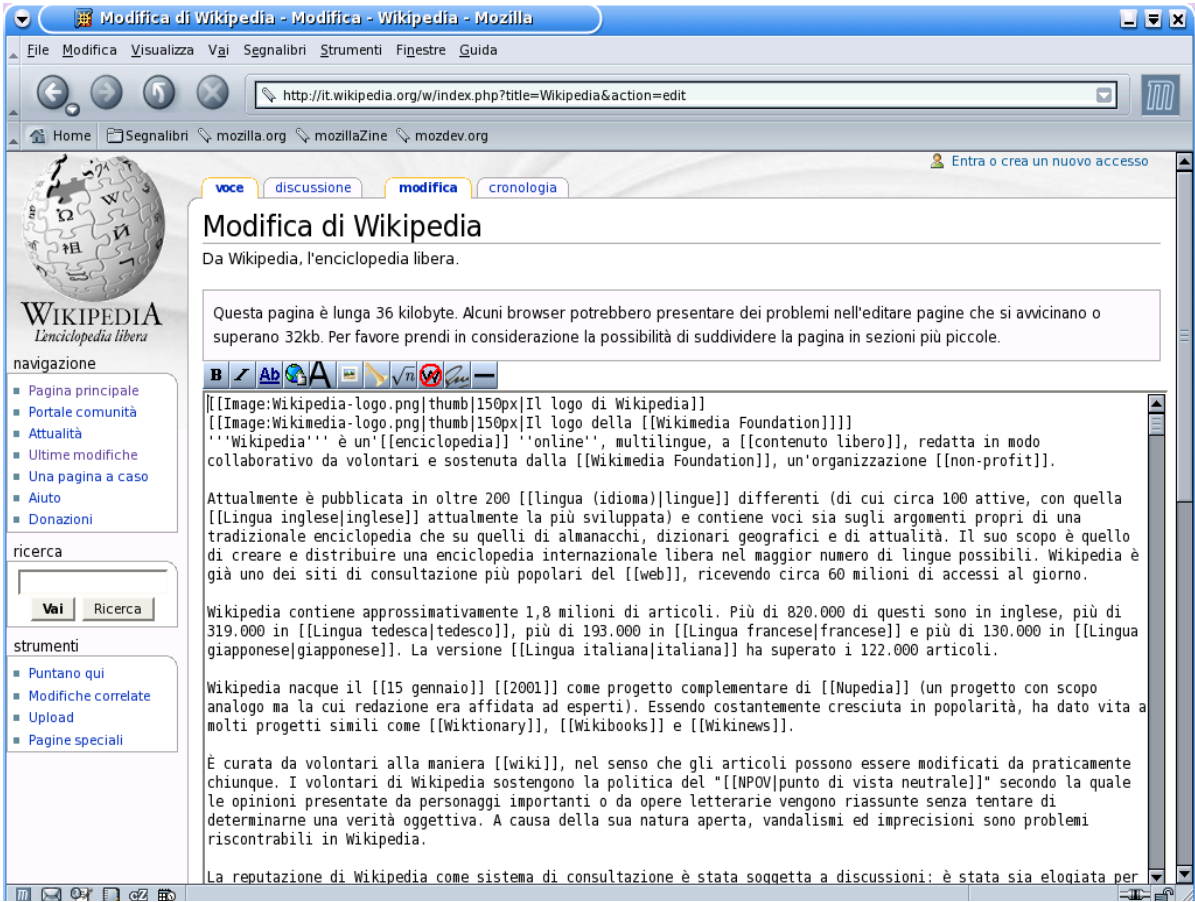 Modifica di Wikipedia - Modifica - Wikipedia - Mozilla
File Modifica Visualizza Vai Segnalibri Strumenti Finestre Guida
http://it.wikipedia.org/w/index.php?title=Wikipedia&action=edit
Home Segnalibri mozilla.org mozillaZine mozdev.org
Entra o crea un nuovo accesso
voce discussione modifica cronologia
Modifica di Wikipedia
Da Wikipedia, l'enciclopedia libera.
WIKIPEDIA
L'enciclopedia libera
navigazione
Pagina principale
Portale comunità
Attualità
Ultime modifiche
Una pagina a caso
Aiuto
Donazioni
ricerca
Vai Ricerca
strumenti
Puntano qui
Modifiche correlate
Upload
Pagine speciali
Questa pagina è lunga 36 kilobyte. Alcuni browser potrebbero presentare dei problemi nell'editare pagine che si avvicinano o
superano 32kb. Per favore prendi in considerazione la possibilità di suddividere la pagina in sezioni più piccole.
B I Ab A √n W
[[Image:Wikipedia-logo.png|thumb|150px|Il logo di Wikipedia]]
[[Image:Wikimedia-logo.png|thumb|150px|Il logo della [[Wikimedia Foundation]]]]
'''Wikipedia''' è un'[[enciclopedia]] ''online'', multilingue, a [[contenuto libero]], redatta in modo
collaborativo da volontari e sostenuta dalla [[Wikimedia Foundation]], un'organizzazione [[non-profit]].
Attualmente è pubblicata in oltre 200 [[lingua (idioma)|lingue]] differenti (di cui circa 100 attive, con quella
[[Lingua inglese|inglese]] attualmente la più sviluppata) e contiene voci sia sugli argomenti propri di una
tradizionale enciclopedia che su quelli di almanacchi, dizionari geografici e di attualità. Il suo scopo è quello
di creare e distribuire una enciclopedia internazionale libera nel maggior numero di lingue possibili. Wikipedia è
già uno dei siti di consultazione più popolari del [[web]], ricevendo circa 60 milioni di accessi al giorno.
Wikipedia contiene approssimativamente 1,8 milioni di articoli. Più di 820.000 di questi sono in inglese, più di
319.000 in [[Lingua tedesca|tedesco]], più di 193.000 in [[Lingua francese|francese]] e più di 130.000 in [[Lingua
giapponese|giapponese]]. La versione [[Lingua italiana|italiana]] ha superato i 122.000 articoli.
Wikipedia nacque il [[15 gennaio]] [[2001]] come progetto complementare di [[Nupedia]] (un progetto con scopo
analogo ma la cui redazione era affidata ad esperti). Essendo costantemente cresciuta in popolarità, ha dato vita a
molti progetti simili come [[Wiktionary]], [[Wikibooks]] e [[Wikinews]].
È curata da volontari alla maniera [[wiki]], nel senso che gli articoli possono essere modificati da praticamente
chiunque. I volontari di Wikipedia sostengono la politica del "[[NPOV|punto di vista neutrale]]" secondo la quale
le opinioni presentate da personaggi importanti o da opere letterarie vengono riassunte senza tentare di
determinarne una verità oggettiva. A causa della sua natura aperta, vandalismi ed imprecisioni sono problemi
riscontrabili in Wikipedia.
La reputazione di Wikipedia come sistema di consultazione è stata soggetta a discussioni: è stata sia elogiata per